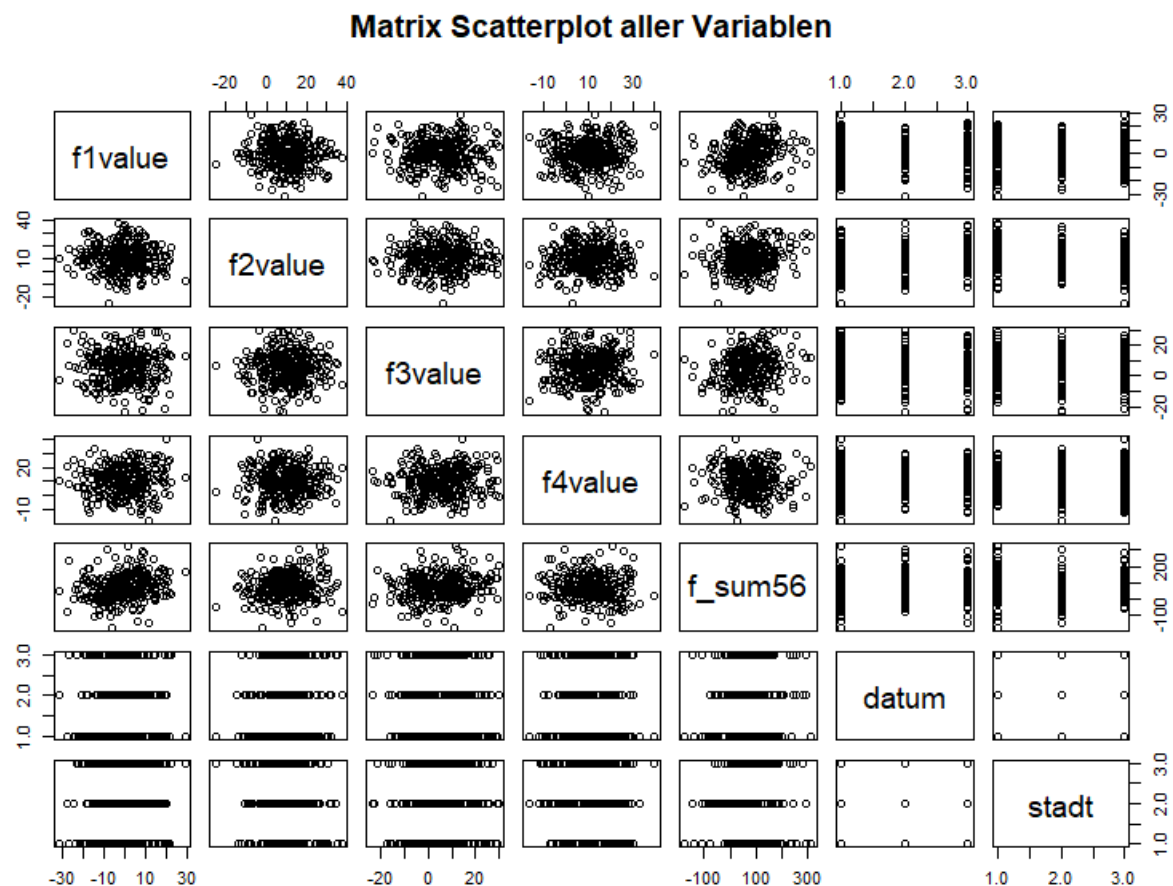 Matrix Scatterplot aller Variablen
-20 0 20 40 -10 10 30 1.0 2.0 3.0
f1value
-30 0 30
-20 10 40
f2value
f3value
-20 0 20
-10 20
f4value
f_sum56
-100 200
1.0 2.0 3.0
datum
stadt
1.0 2.0 3.0
-30 -10 10 30 0 20 -100 100 300 1.0 2.0 3.0